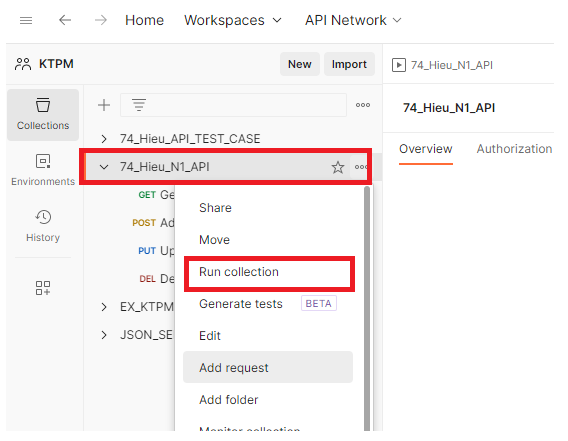 Home Workspaces API Network
KTPM New Import
74_Hieu_N1_API
Collections
74_Hieu_N1_API
74_Hieu_API_TEST_CASE
74_Hieu_N1_API
Overview Authorization
Environments
GET Ge
Share
POST Ad
Move
History
PUT Up
Run collection
DEL De
Generate tests BETA
EX_KTPM
JSON_SE
Edit
Add request
Add folder
Monitor collection